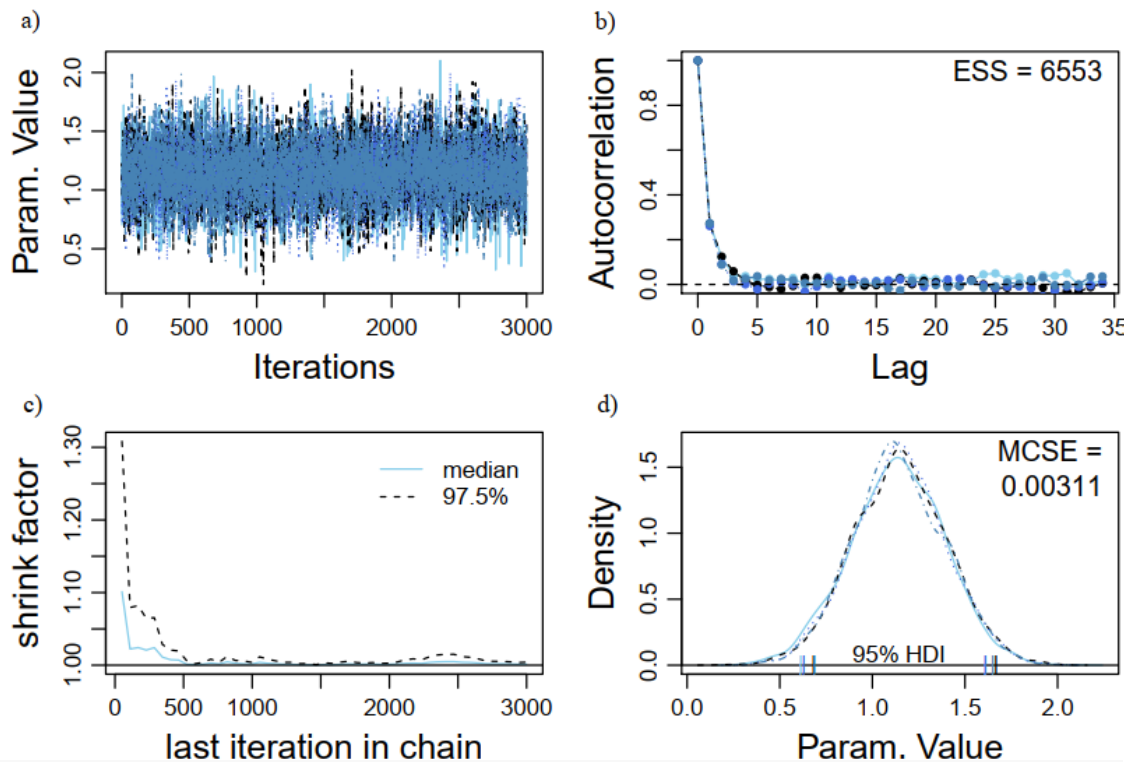 a)
Param. Value
2.0
1.5
1.0
0.5
0 500 1000 2000 3000
Iterations
b)
Autocorrelation
0.8
0.4
0.0
ESS = 6553
0 5 10 15 20 25 30 35
Lag
c)
shrink factor
1.30
1.20
1.10
1.00
median
97.5%
0 500 1000 2000 3000
last iteration in chain
d)
Density
1.5
1.0
0.5
0.0
MCSE =
0.00311
95% HDI
0.0 0.5 1.0 1.5 2.0
Param. Value